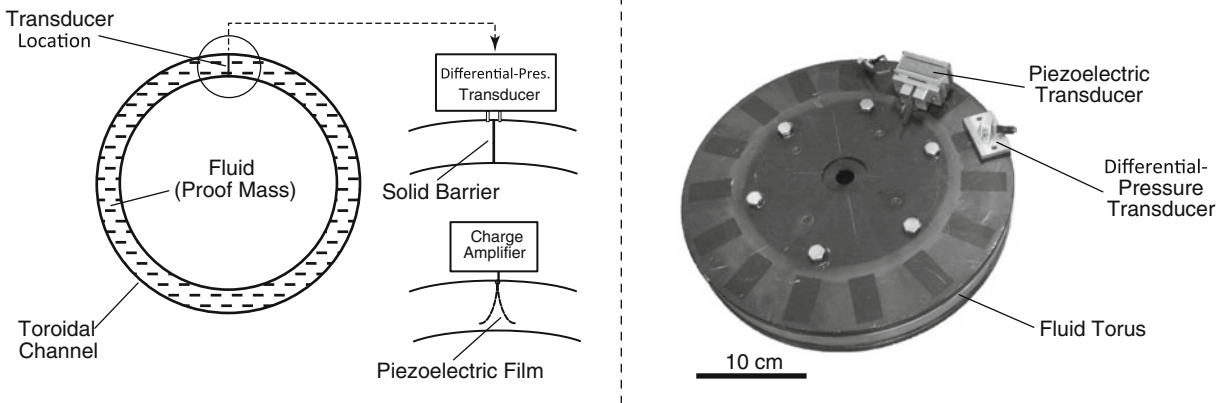 Transducer
Location
Differential-Pres.
Transducer
Fluid
(Proof Mass)
Solid Barrier
Charge
Amplifier
Toroidal
Channel
Piezoelectric Film
Piezoelectric
Transducer
Differential-
Pressure
Transducer
Fluid Torus
10 cm